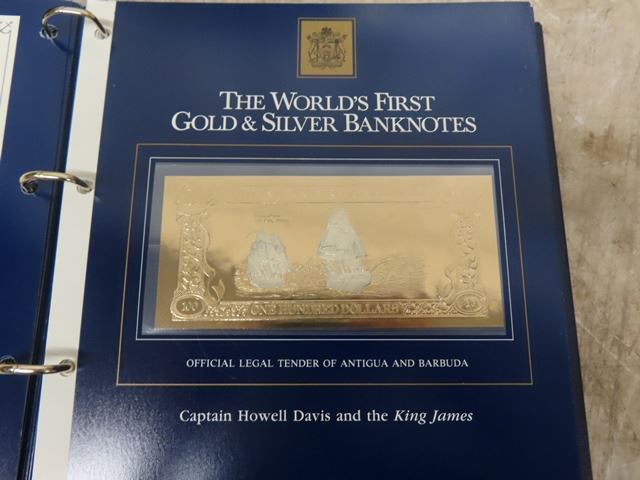 THE WORLD'S FIRST
GOLD & SILVER BANKNOTES
100
ONE HUNDRED DOLLARS
OFFICIAL LEGAL TENDER OF ANTIGUA AND BARBUDA
Captain Howell Davis and the King James